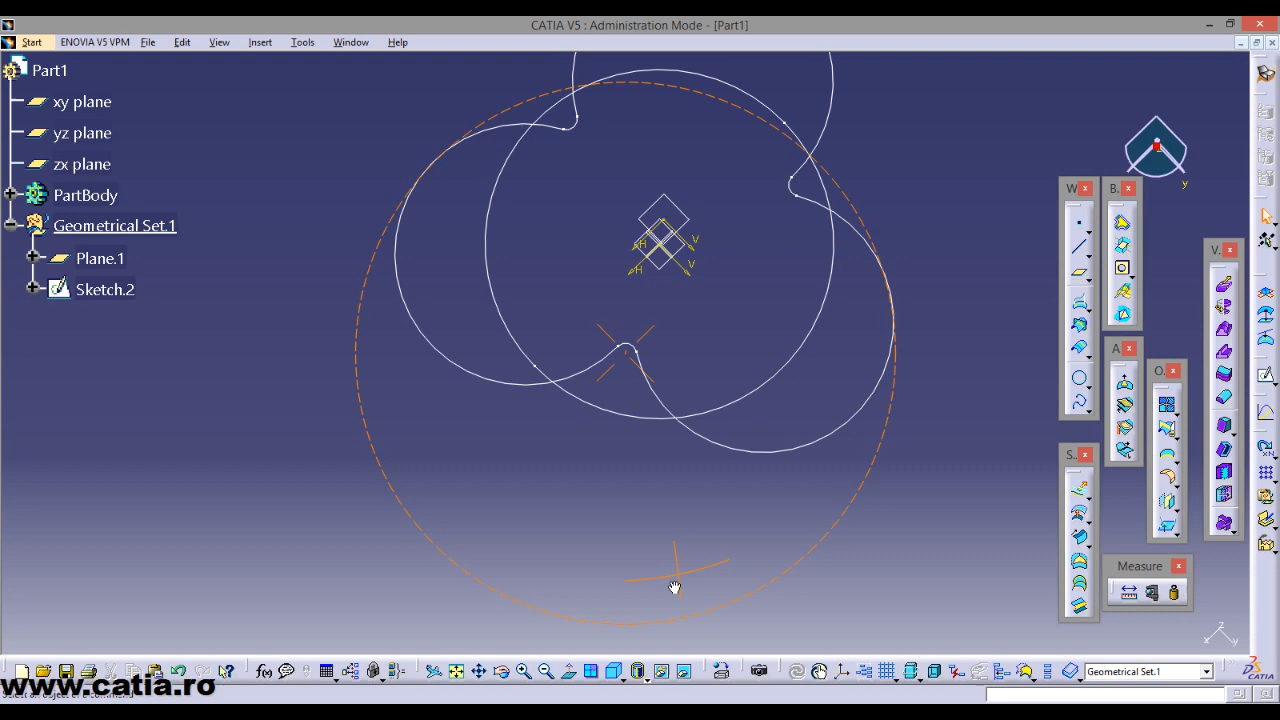 CATIA V5 : Administration Mode - [Part1]
Start ENOVIA V5 VPM File Edit View Insert Tools Window Help
Part1
xy plane
yz plane
zx plane
PartBody
Geometrical Set.1
Plane.1
Sketch.2
H V
H V
y
W
B.
V.
A
O.
S.
Measure
z
x y
f(x)
xN
Geometrical Set.1
CATIA
www.catia.ro